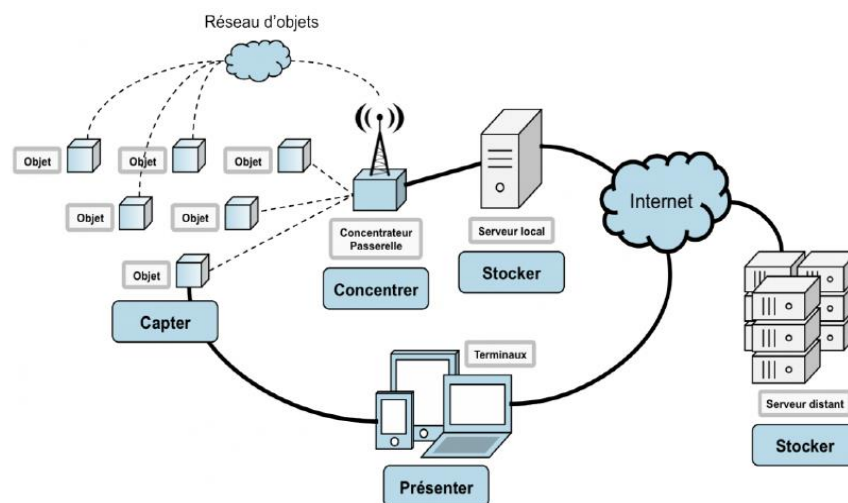 Réseau d'objets
Objet
Objet
Objet
Objet
Objet
Objet
Concentrateur
Passerelle
Concentrer
Serveur local
Stocker
Internet
Capter
Terminaux
Présenter
Serveur distant
Stocker